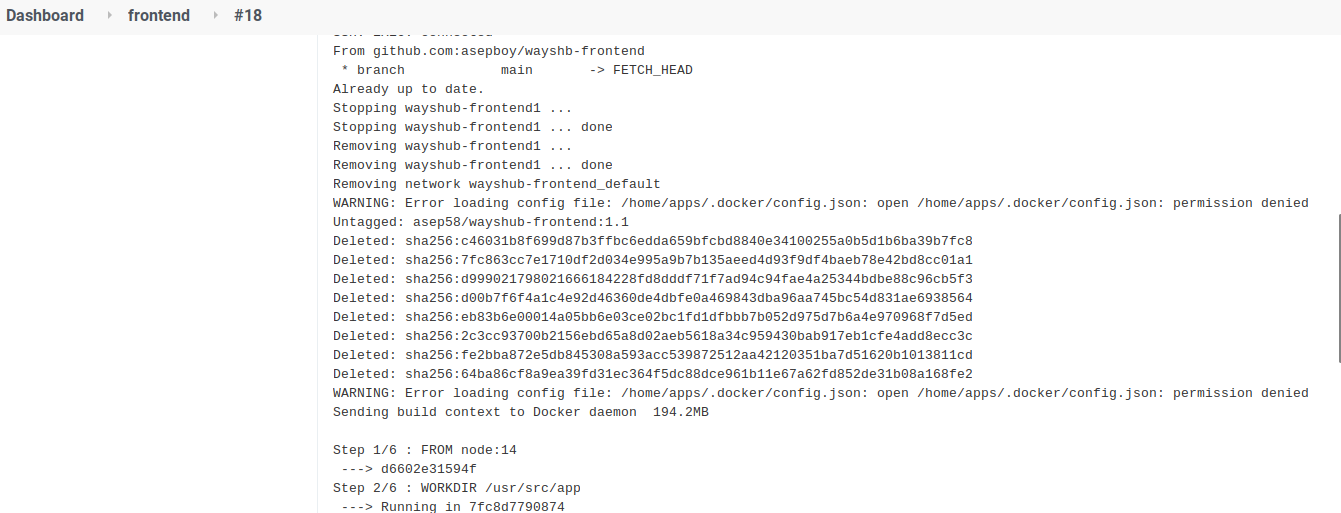 Dashboard frontend #18
From github.com:asepboy/wayshb-frontend
* branch main -> FETCH_HEAD
Already up to date.
Stopping wayshub-frontend1 ...
Stopping wayshub-frontend1 ... done
Removing wayshub-frontend1 ...
Removing wayshub-frontend1 ... done
Removing network wayshub-frontend_default
WARNING: Error loading config file: /home/apps/.docker/config.json: open /home/apps/.docker/config.json: permission denied
Untagged: asep58/wayshub-frontend:1.1
Deleted: sha256:c46031b8f699d87b3ffbc6edda659bfcbd8840e34100255a0b5d1b6ba39b7fc8
Deleted: sha256:7fc863cc7e1710df2d034e995a9b7b135aeed4d93f9df4baeb78e42bd8cc01a1
Deleted: sha256:d999021798021666184228fd8dddf71f7ad94c94fae4a25344bdbe88c96cb5f3
Deleted: sha256:d00b7f6f4a1c4e92d46360de4dbfe0a469843dba96aa745bc54d831ae6938564
Deleted: sha256:eb83b6e00014a05bb6e03ce02bc1fd1dfbbb7b052d975d7b6a4e970968f7d5ed
Deleted: sha256:2c3cc93700b2156ebd65a8d02aeb5618a34c959430bab917eb1cfe4add8ecc3c
Deleted: sha256:fe2bba872e5db845308a593acc539872512aa42120351ba7d51620b1013811cd
Deleted: sha256:64ba86cf8a9ea39fd31ec364f5dc88dce961b11e67a62fd852de31b08a168fe2
WARNING: Error loading config file: /home/apps/.docker/config.json: open /home/apps/.docker/config.json: permission denied
Sending build context to Docker daemon 194.2MB
Step 1/6 : FROM node:14
---> d6602e31594f
Step 2/6 : WORKDIR /usr/src/app
---> Running in 7fc8d7790874